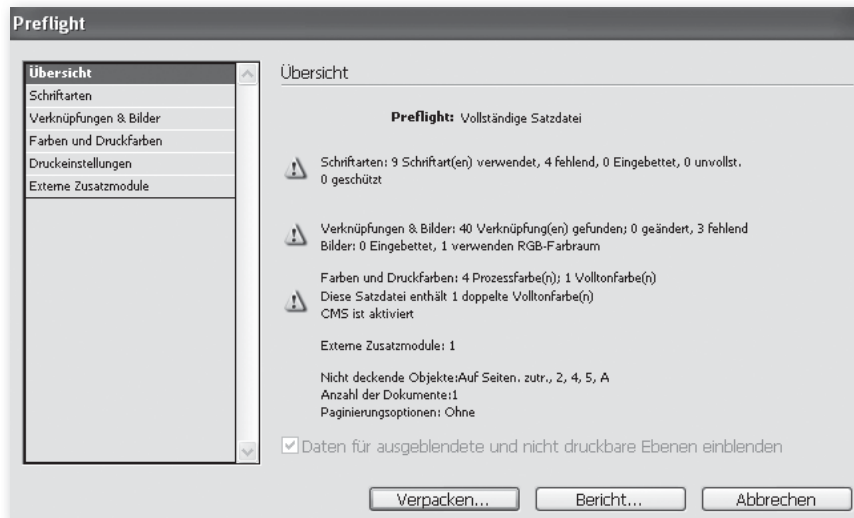 Preflight
Übersicht
Schriftarten
Verknüpfungen & Bilder
Farben und Druckfarben
Druckeinstellungen
Externe Zusatzmodule
Übersicht
Preflight: Vollständige Satzdatei
Schriftarten: 9 Schriftart(en) verwendet, 4 fehlend, 0 Eingebettet, 0 unvollst.
0 geschützt
Verknüpfungen & Bilder: 40 Verknüpfung(en) gefunden; 0 geändert, 3 fehlend
Bilder: 0 Eingebettet, 1 verwenden RGB-Farbraum
Farben und Druckfarben: 4 Prozessfarbe(n); 1 Volltonfarbe(n)
Diese Satzdatei enthält 1 doppelte Volltonfarbe(n)
CMS ist aktiviert
Externe Zusatzmodule: 1
Nicht deckende Objekte:Auf Seiten. zutr., 2, 4, 5, A
Anzahl der Dokumente:1
Paginierungsoptionen: Ohne
Daten für ausgeblendete und nicht druckbare Ebenen einblenden
Verpacken... Bericht... Abbrechen